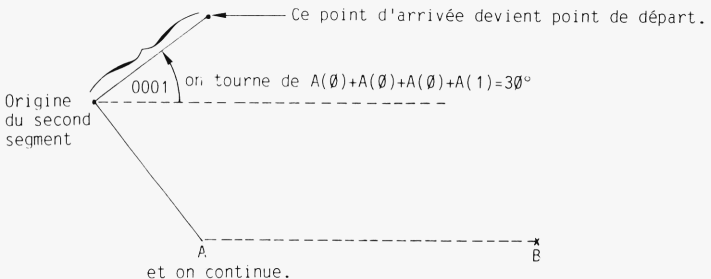 Ce point d'arrivée devient point de départ.
0001 on tourne de A(Ø)+A(Ø)+A(Ø)+A(1)=3Ø°
Origine
du second
segment
A
B
et on continue.